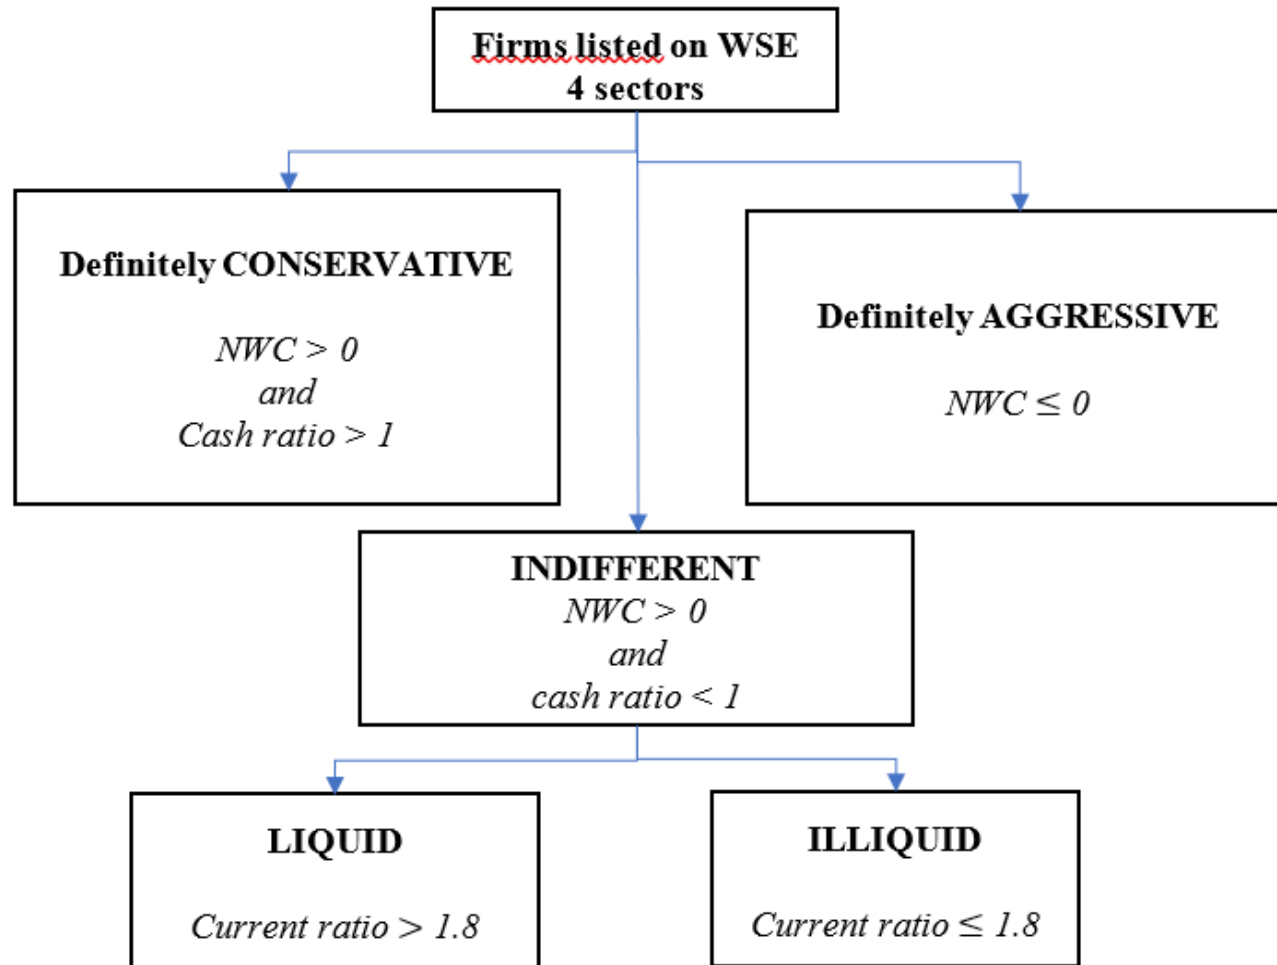 Firms listed on WSE
4 sectors
Definitely CONSERVATIVE
NWC > 0
and
Cash ratio > 1
Definitely AGGRESSIVE
NWC ≤ 0
INDIFFERENT
NWC > 0
and
cash ratio < 1
LIQUID
Current ratio > 1.8
ILLIQUID
Current ratio ≤ 1.8